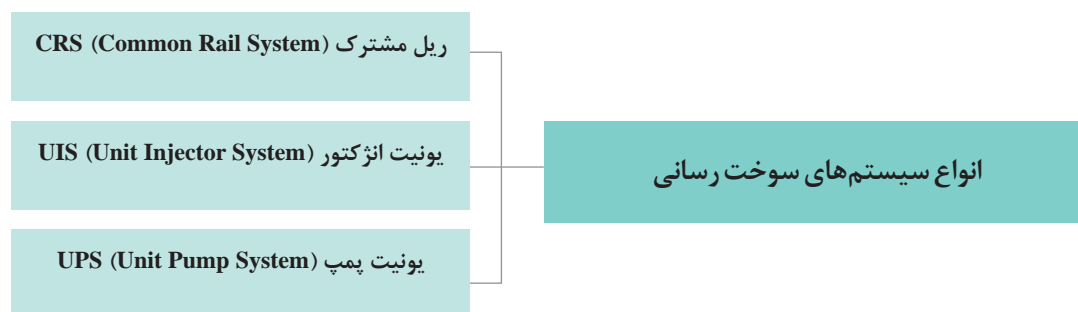 انواع سیستم‌های سوخت رسانی
ریل مشترک CRS (Common Rail System)
یونیت انژکتور UIS (Unit Injector System)
یونیت پمپ UPS (Unit Pump System)